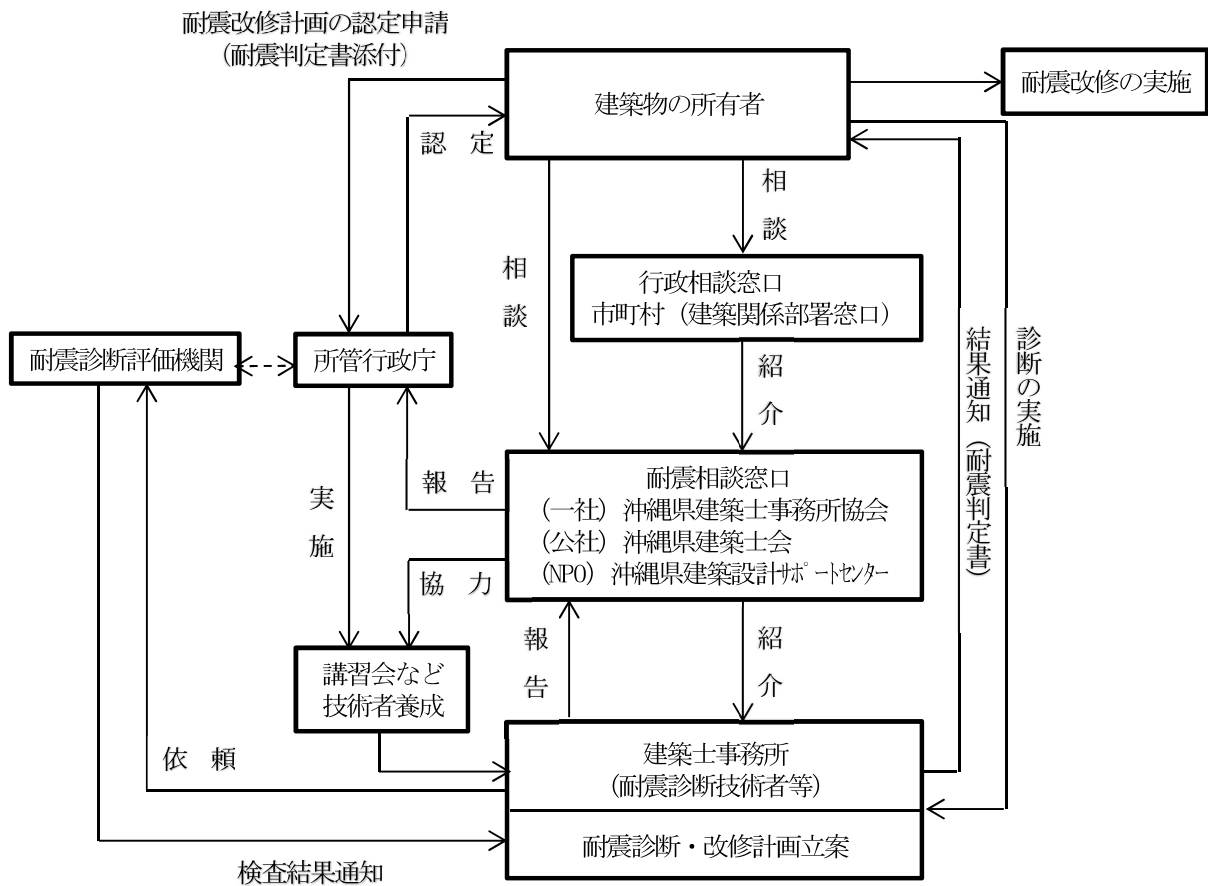 耐震改修計画の認定申請
（耐震判定書添付）
建築物の所有者
耐震改修の実施
認　定
相談
相談
行政相談窓口
市町村（建築関係部署窓口）
耐震診断評価機関
所管行政庁
紹介
結果通知（耐震判定書）
診断の実施
報　告
耐震相談窓口
（一社）沖縄県建築士事務所協会
（公社）沖縄県建築士会
（NPO）沖縄県建築設計ｻﾎﾟｰﾄｾﾝﾀｰ
実施
協　力
報告
紹介
講習会など
技術者養成
依　頼
建築士事務所
（耐震診断技術者等）
耐震診断・改修計画立案
検査結果通知